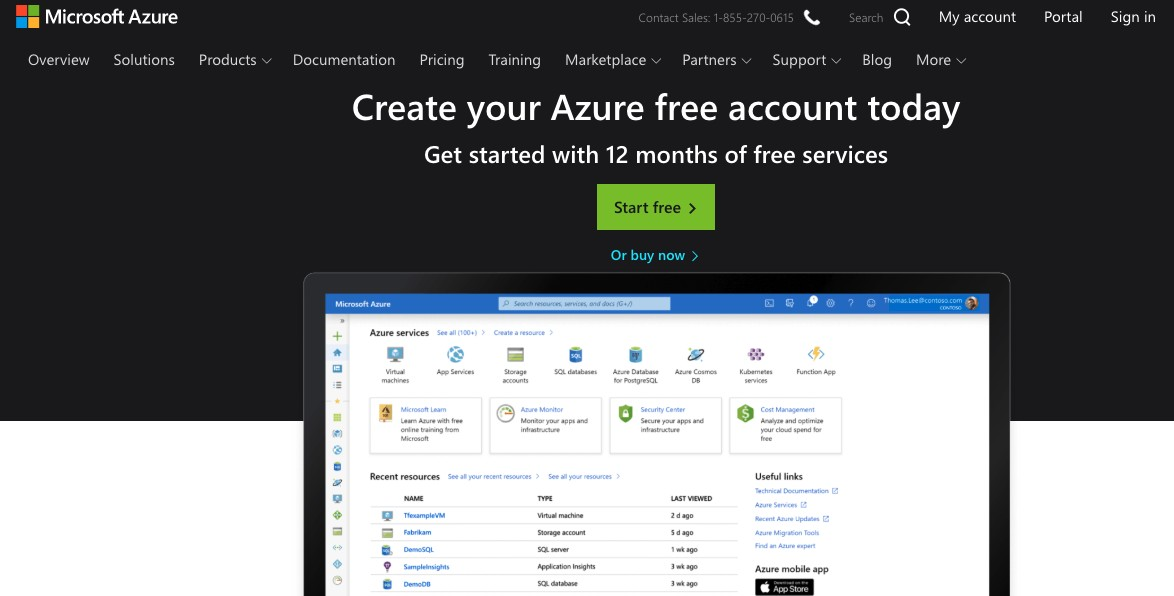 Microsoft Azure
Contact Sales: 1-855-270-0615
Search
My account
Portal
Sign in
Overview
Solutions
Products
Documentation
Pricing
Training
Marketplace
Partners
Support
Blog
More
Create your Azure free account today
Get started with 12 months of free services
Start free
Or buy now
Microsoft Azure
Search resources, services, and docs (G+/)
1
Thomas.Lee@contoso.com
CONTOSO
Azure services
See all (100+)
Create a resource
Virtual
machines
App Services
Storage
accounts
SQL databases
Azure Database
for PostgreSQL
Azure Cosmos
DB
Kubernetes
services
Function App
Microsoft Learn
Learn Azure with free
online training from
Microsoft
Azure Monitor
Monitor your apps and
infrastructure
Security Center
Secure your apps and
infrastructure
Cost Management
Analyze and optimize
your cloud spend for
free
Recent resources
See all your recent resources
See all your resources
NAME TYPE LAST VIEWED
TfexampleVM Virtual machine 2 d ago
Fabrikam Storage account 5 d ago
DemoSQL SQL server 1 wk ago
SampleInsights Application Insights 3 wk ago
DemoDB SQL database 3 wk ago
Useful links
Technical Documentation
Azure Services
Recent Azure Updates
Azure Migration Tools
Find an Azure expert
Azure mobile app
Download on the
App Store